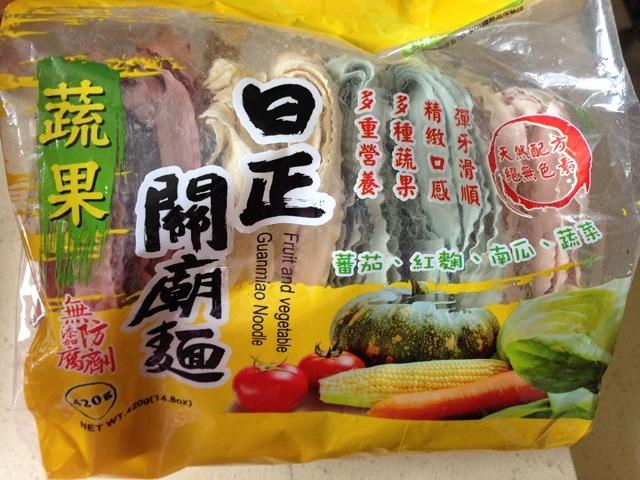 蔬果
日正
關廟麵
Fruit and vegetable
Guanmiao Noodle
彈牙滑順
精緻口感
多種蔬果
多重營養
天然配方
絕無色素
蕃茄、紅麴、南瓜、蔬菜
無添加
防腐劑
420g
NET WT.420g(14.8oz)